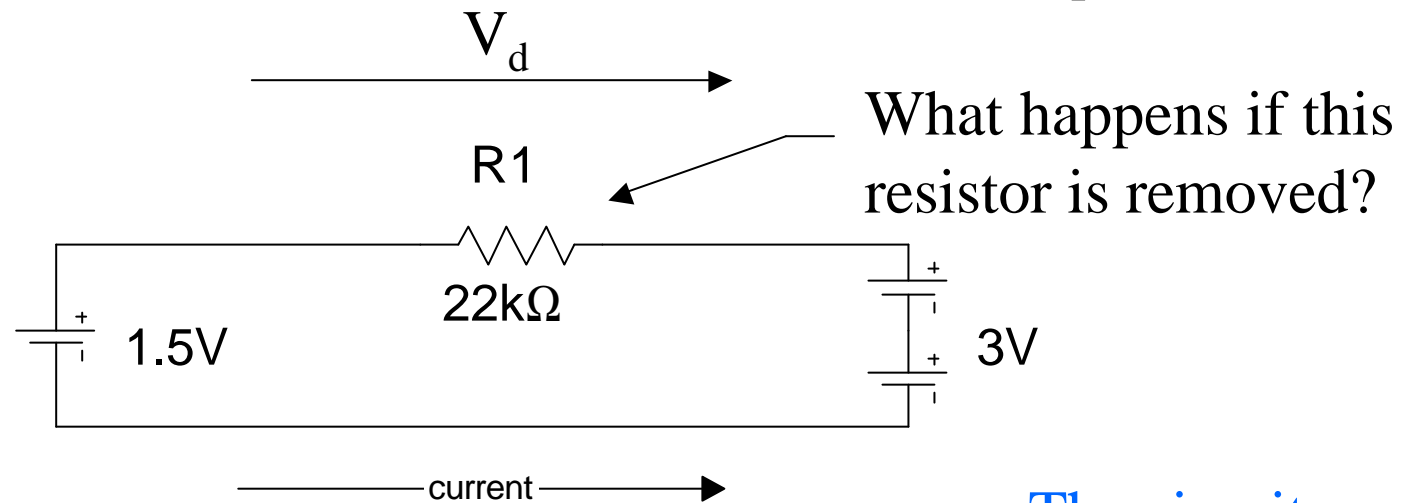 V_d
What happens if this
resistor is removed?
R1
22kΩ
+
-
1.5V
+
-
+
-
3V
current